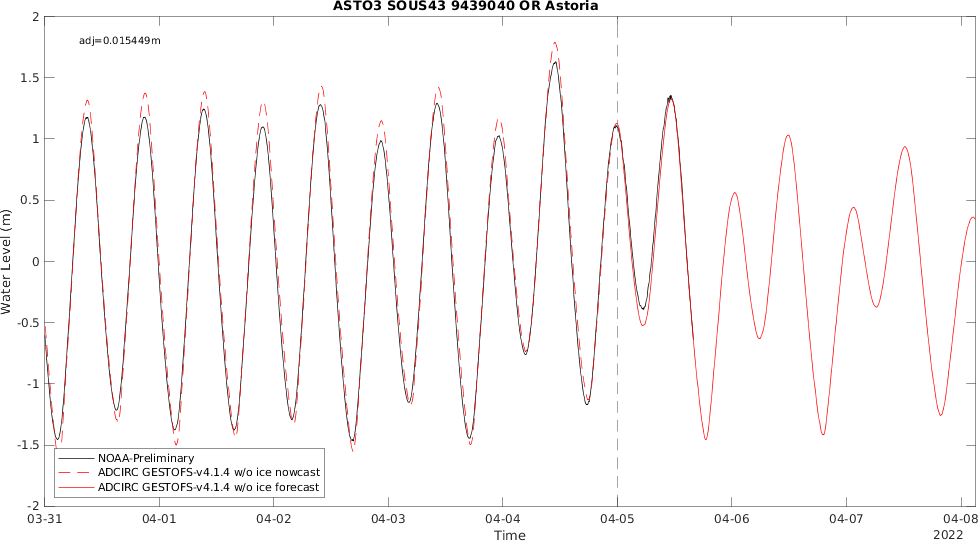 ASTO3 SOUS43 9439040 OR Astoria
adj=0.015449m
2
1.5
1
0.5
0
-0.5
-1
-1.5
-2
Water Level (m)
NOAA-Preliminary
ADCIRC GESTOFS-v4.1.4 w/o ice nowcast
ADCIRC GESTOFS-v4.1.4 w/o ice forecast
03-31 04-01 04-02 04-03 04-04 04-05 04-06 04-07 04-08
Time
2022